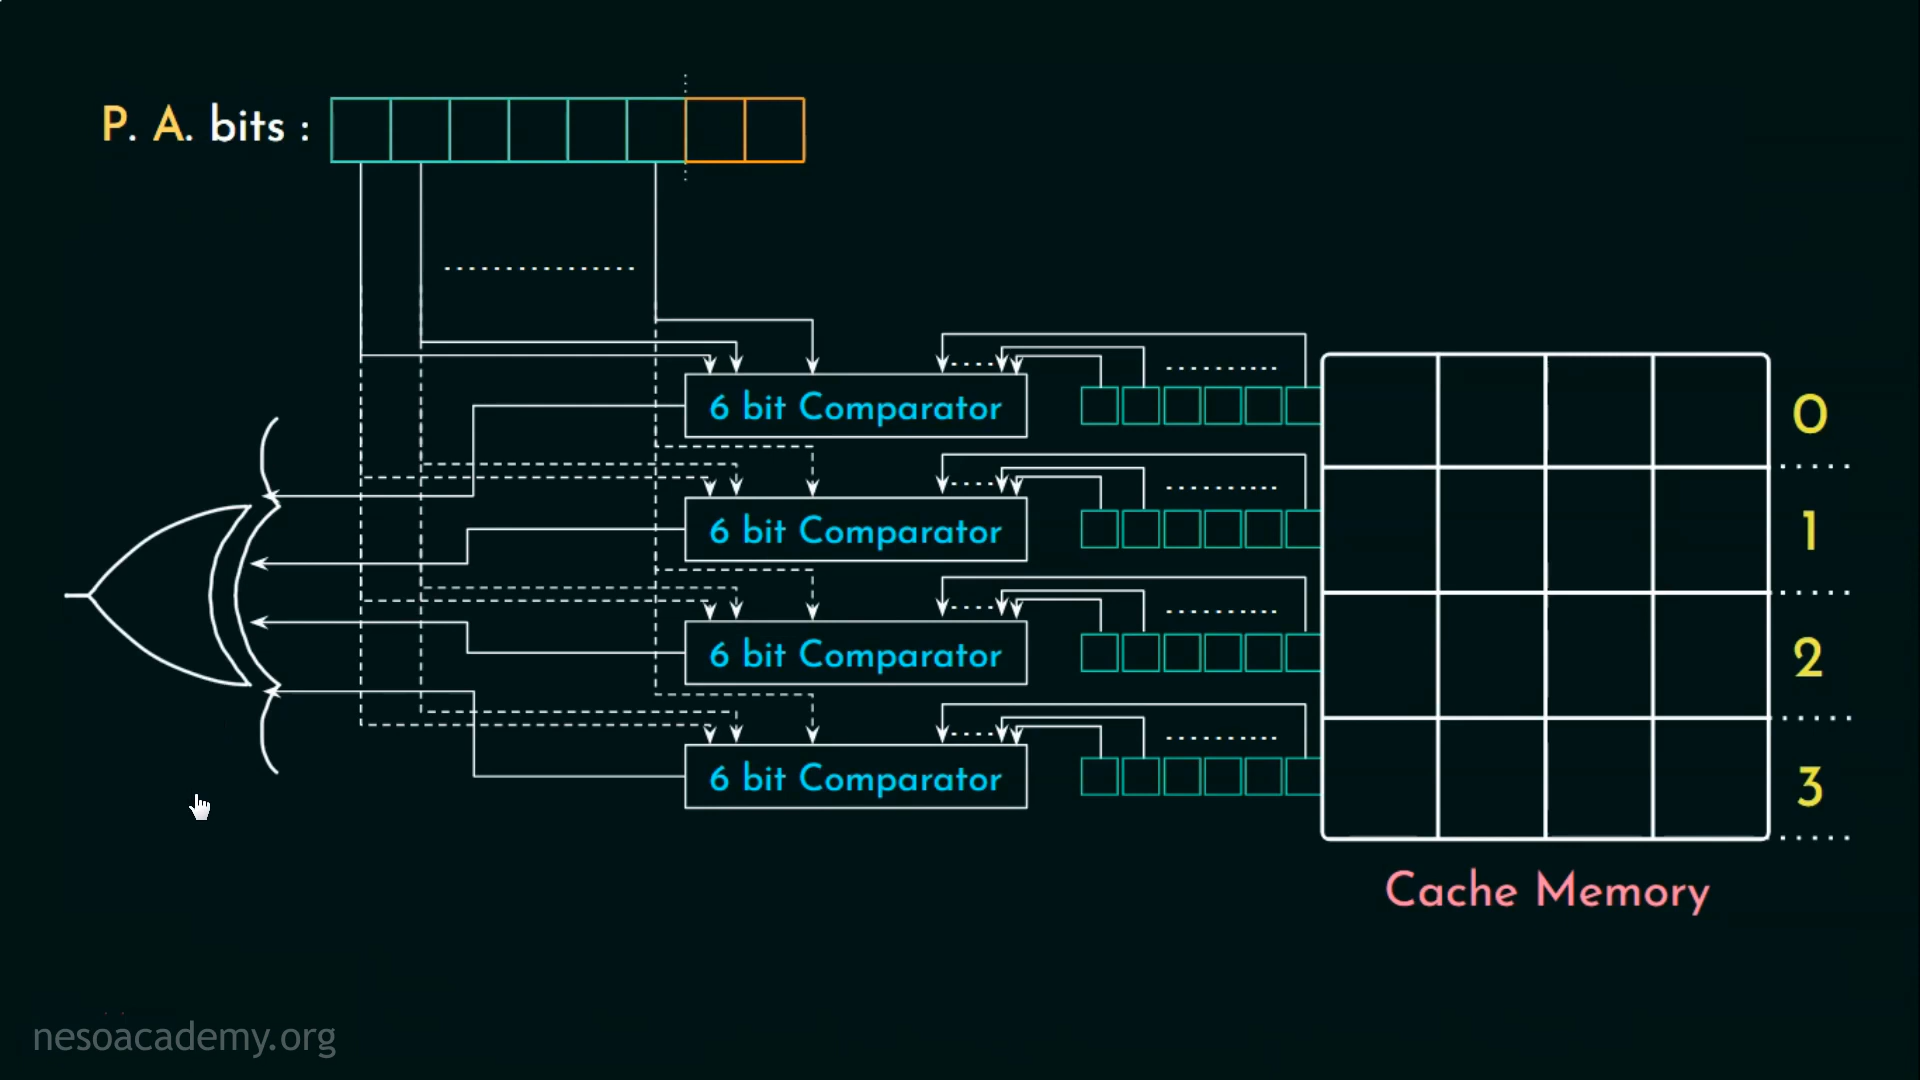 P. A. bits :
6 bit Comparator
0
6 bit Comparator
1
6 bit Comparator
2
6 bit Comparator
3
Cache Memory
nesoacademy.org